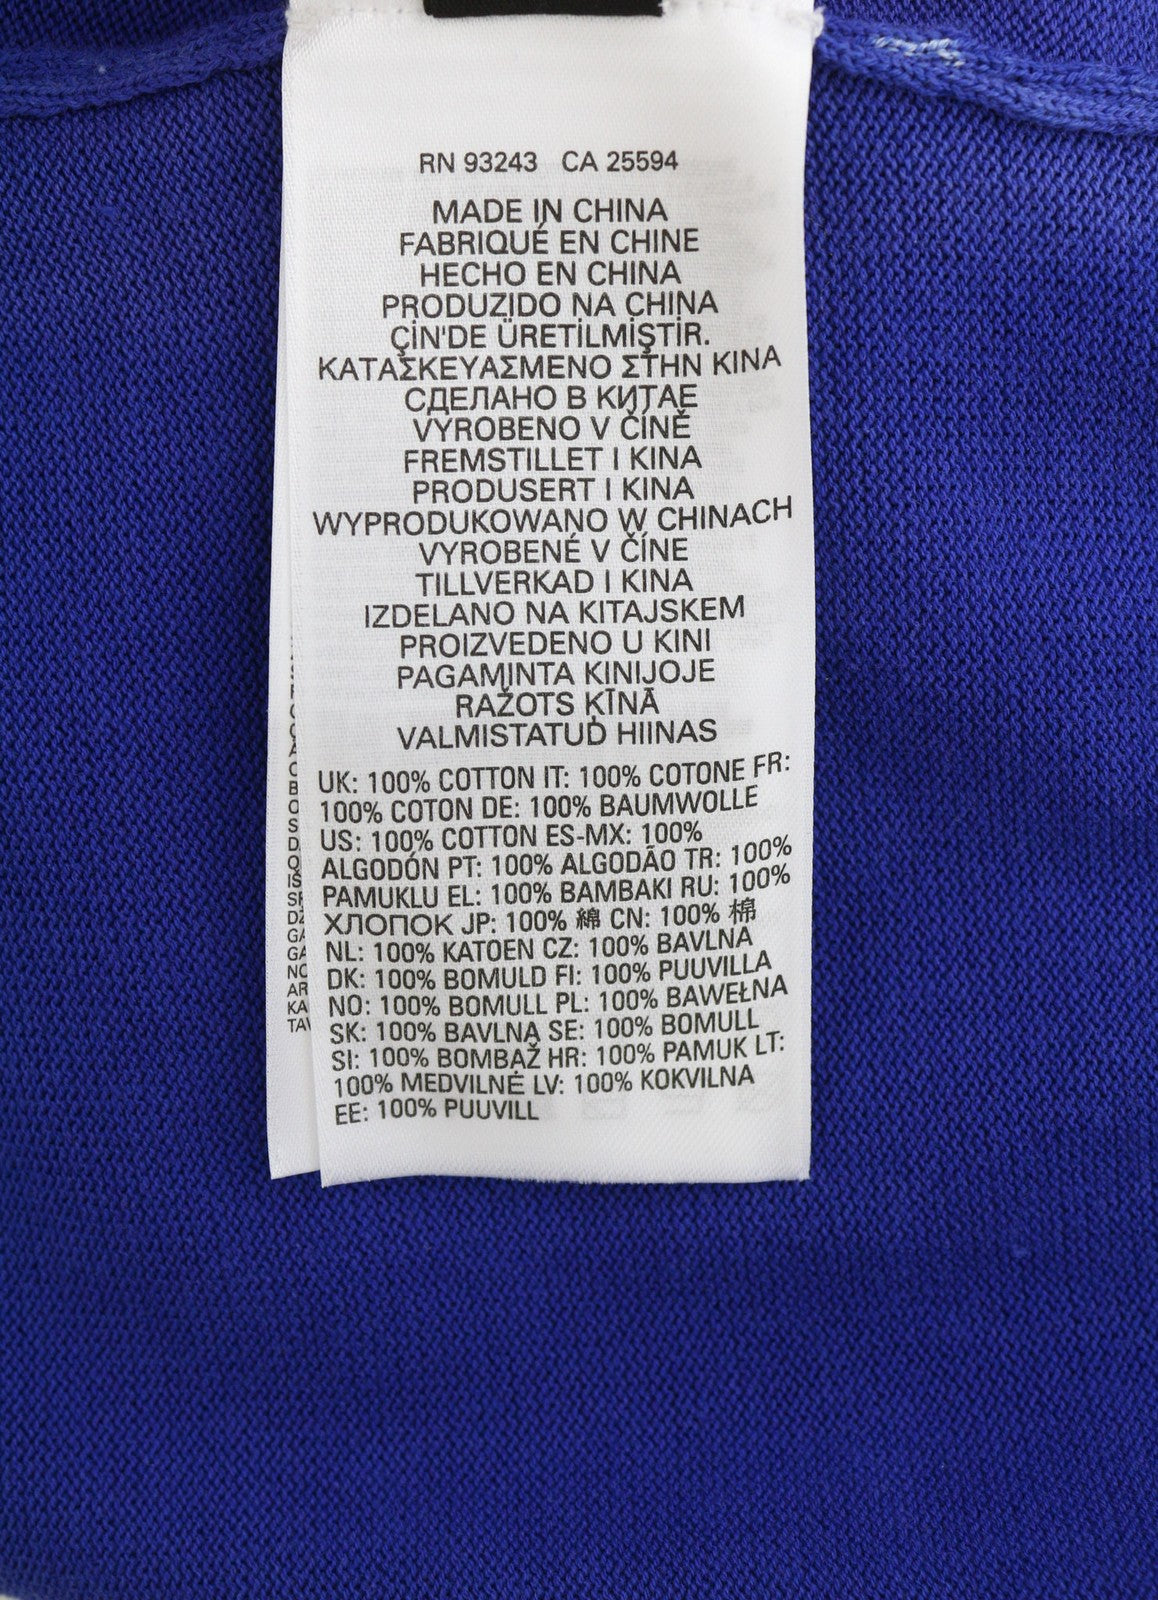 RN 93243 CA 25594
MADE IN CHINA
FABRIQUÉ EN CHINE
HECHO EN CHINA
PRODUZIDO NA CHINA
ÇİN'DE ÜRETİLMİŞTİR.
ΚΑΤΑΣΚΕΥΑΣΜΕΝΟ ΣΤΗΝ ΚΙΝΑ
СДЕЛАНО В КИТАЕ
VYROBENO V ČÍNĚ
FREMSTILLET I KINA
PRODUSERT I KINA
WYPRODUKOWANO W CHINACH
VYROBENÉ V ČÍNE
TILLVERKAD I KINA
IZDELANO NA KITAJSKEM
PROIZVEDENO U KINI
PAGAMINTA KINIJOJE
RAŽOTS ĶĪNĀ
VALMISTATUD HIINAS
UK: 100% COTTON IT: 100% COTONE FR:
100% COTON DE: 100% BAUMWOLLE
US: 100% COTTON ES-MX: 100%
ALGODÓN PT: 100% ALGODÃO TR: 100%
PAMUKLU EL: 100% ΒΑΜΒΑΚΙ RU: 100%
ХЛОПОК JP: 100% 綿 CN: 100% 棉
NL: 100% KATOEN CZ: 100% BAVLNA
DK: 100% BOMULD FI: 100% PUUVILLA
NO: 100% BOMULL PL: 100% BAWEŁNA
SK: 100% BAVLNA SE: 100% BOMULL
SI: 100% BOMBAŽ HR: 100% PAMUK LT:
100% MEDVILNĖ LV: 100% KOKVILNA
EE: 100% PUUVILL